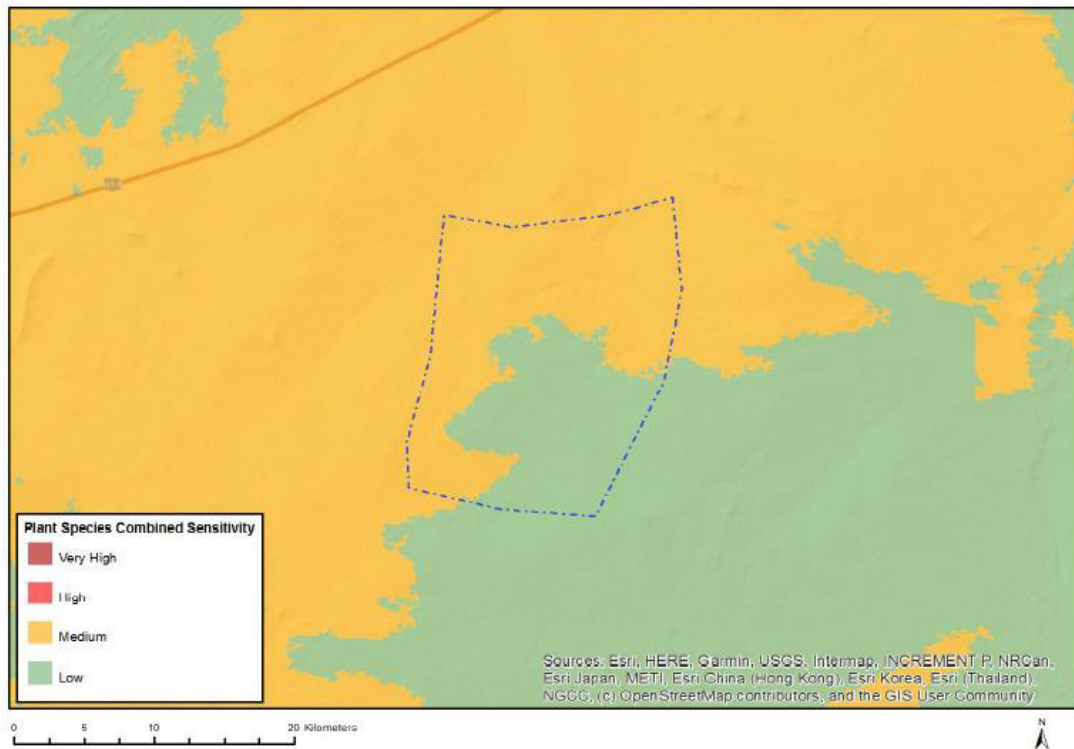 Plant Species Combined Sensitivity
Very High
High
Medium
Low
Sources: Esri, HERE, Garmin, USGS, Intermap, INCREMENT P, NRCan,
Esri Japan, METI, Esri China (Hong Kong), Esri Korea, Esri (Thailand),
NGCC, (c) OpenStreetMap contributors, and the GIS User Community
0 5 10 20 Kilometers
N